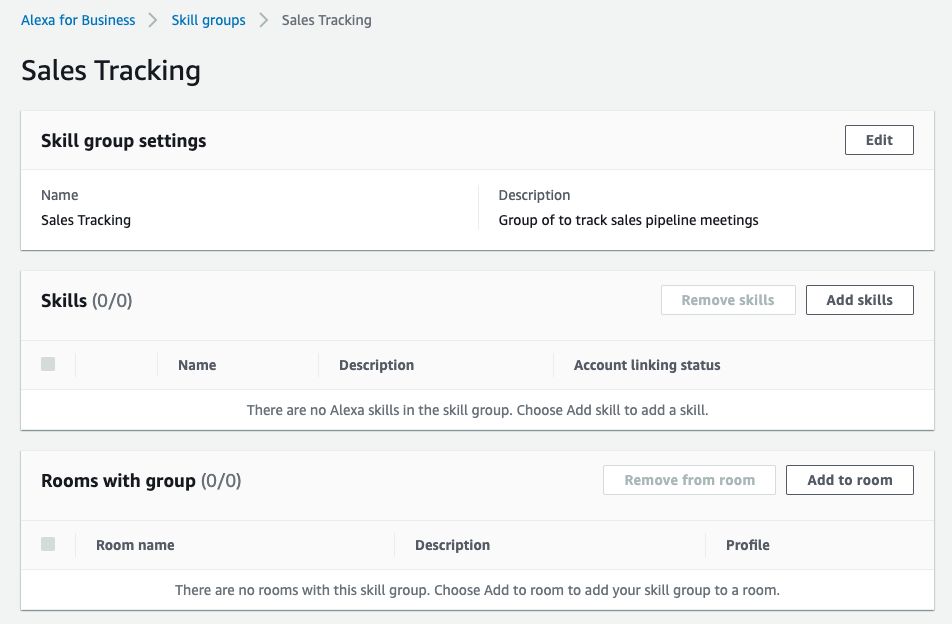 Alexa for Business > Skill groups > Sales Tracking
Sales Tracking
Skill group settings Edit
Name Description
Sales Tracking Group of to track sales pipeline meetings
Skills (0/0) Remove skills Add skills
Name Description Account linking status
There are no Alexa skills in the skill group. Choose Add skill to add a skill.
Rooms with group (0/0) Remove from room Add to room
Room name Description Profile
There are no rooms with this skill group. Choose Add to room to add your skill group to a room.